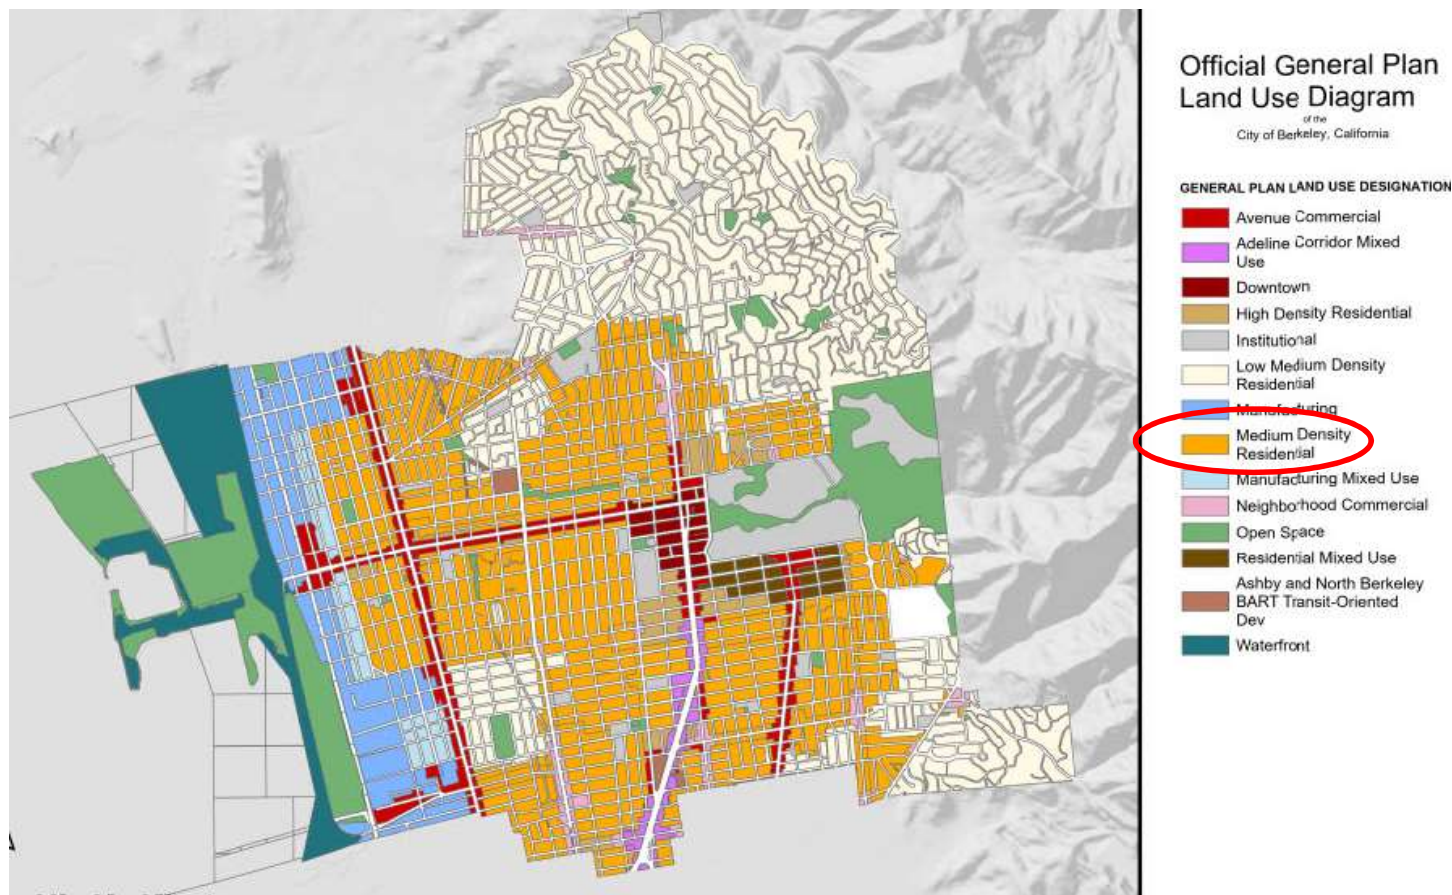 Official General Plan
Land Use Diagram
of the
City of Berkeley, California
GENERAL PLAN LAND USE DESIGNATION
Avenue Commercial
Adeline Corridor Mixed
Use
Downtown
High Density Residential
Institutional
Low Medium Density
Residential
Manufacturing
Medium Density
Residential
Manufacturing Mixed Use
Neighborhood Commercial
Open Space
Residential Mixed Use
Ashby and North Berkeley
BART Transit-Oriented
Dev
Waterfront